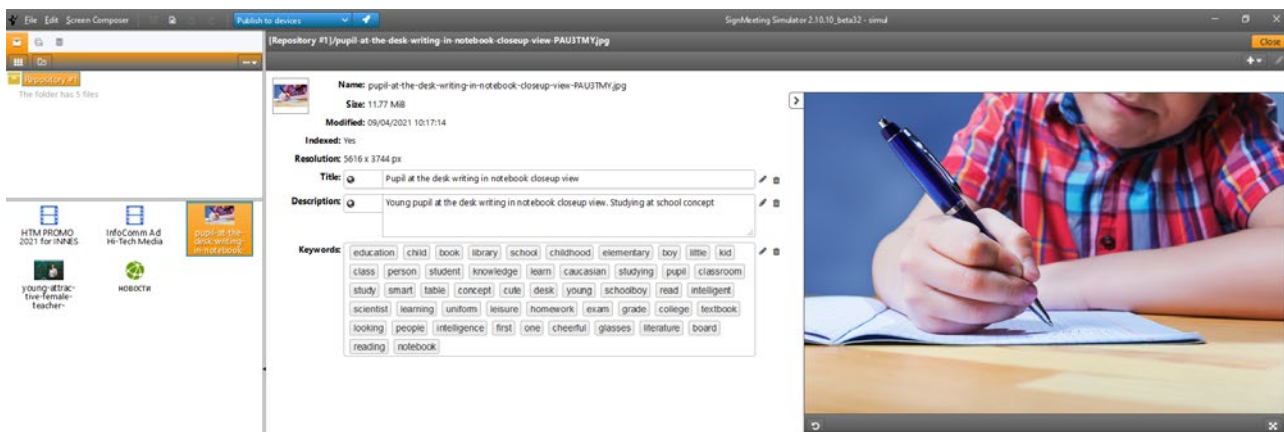 File Edit Screen Composer Publish to devices SignMeeting Simulator 2.10.10_beta32 - simul
[Repository #1]/pupil-at-the-desk-writing-in-notebook-closeup-view-PAU3TMY.jpg Close
Repository #1
The folder has 5 files
Name: pupil-at-the-desk-writing-in-notebook-closeup-view-PAU3TMY.jpg
Size: 11.77 MiB
Modified: 09/04/2021 10:17:14
Indexed: Yes
Resolution: 5616 x 3744 px
Title: Pupil at the desk writing in notebook closeup view
Description: Young pupil at the desk writing in notebook closeup view. Studying at school concept
Keywords: education child book library school childhood elementary boy little kid
class person student knowledge learn caucasian studying pupil classroom
study smart table concept cute desk young schoolboy read intelligent
scientist learning uniform leisure homework exam grade college textbook
looking people intelligence first one cheerful glasses literature board
reading notebook
HTM PROMO
2021 for INNES
InfoComm Ad
Hi-Tech Media
pupil-at-the-
desk-writing-
in-notebook
young-attrac-
tive-female-
teacher-
новости